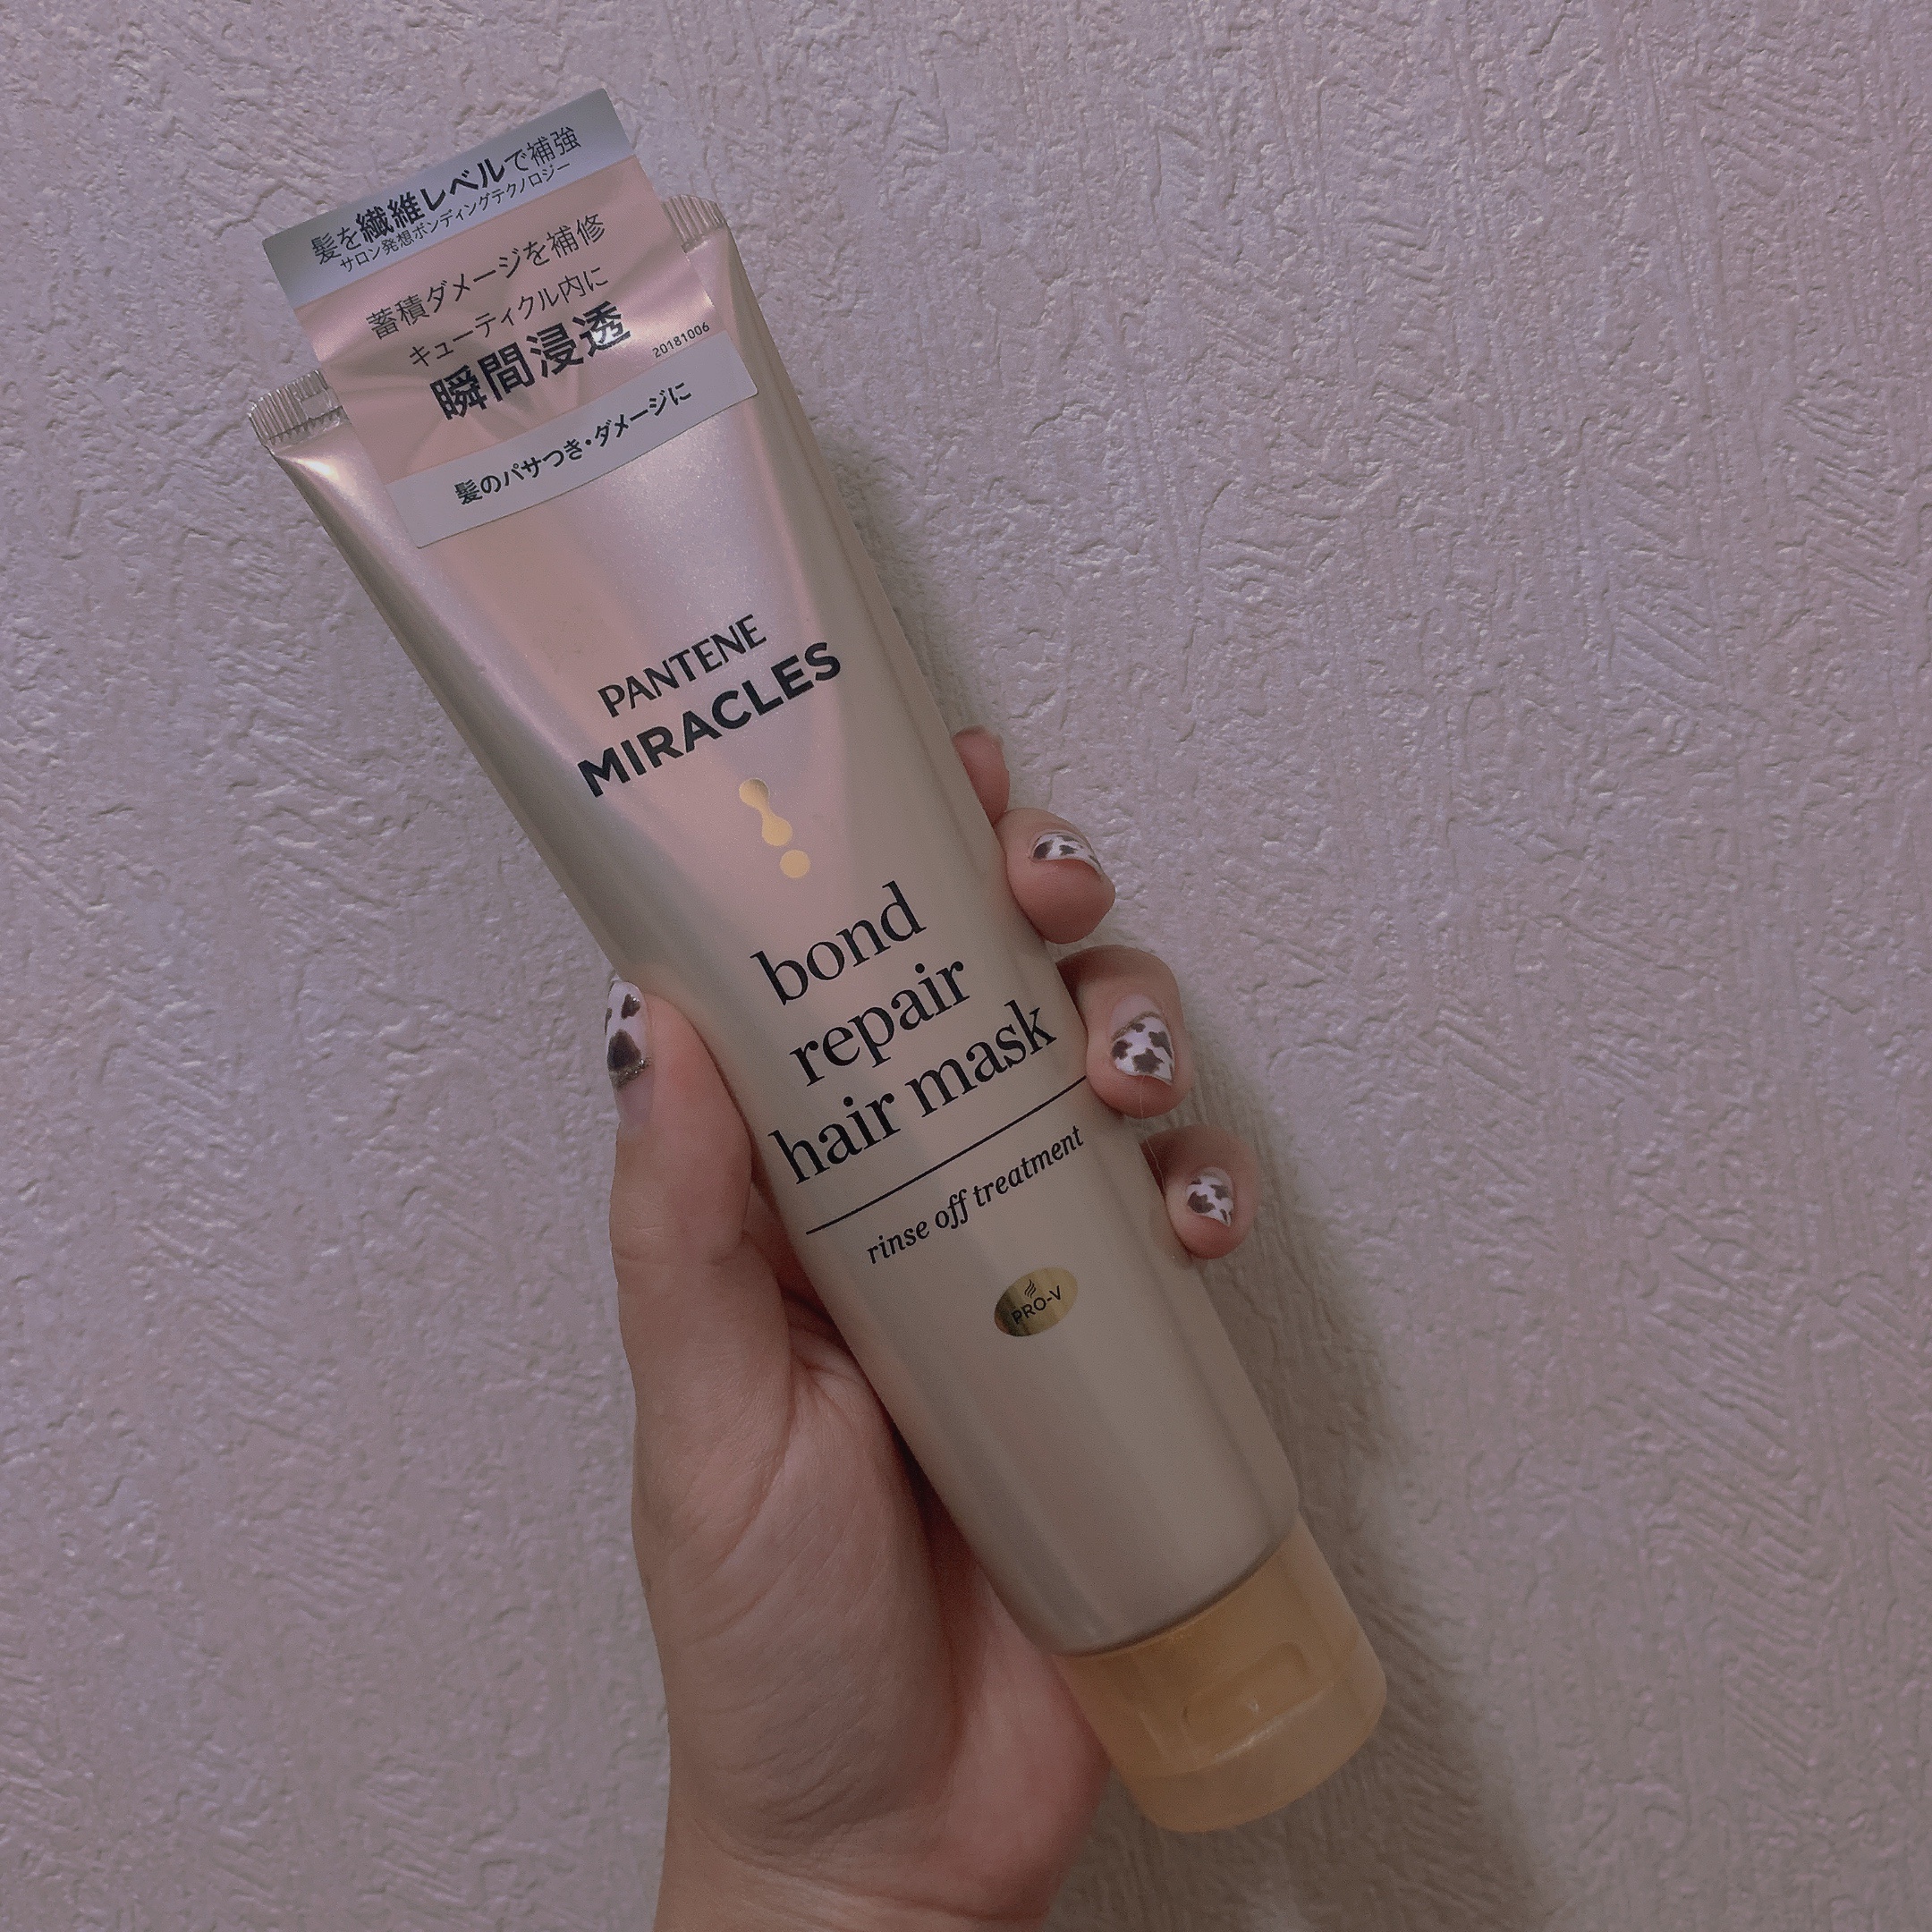 髪を繊維レベルで補強
サロン発想ボンディングテクノロジー
蓄積ダメージを補修
キューティクル内に
瞬間浸透
20181006
髪のパサつき・ダメージに
PANTENE
MIRACLES
bond
repair
hair mask
rinse off treatment
PRO-V